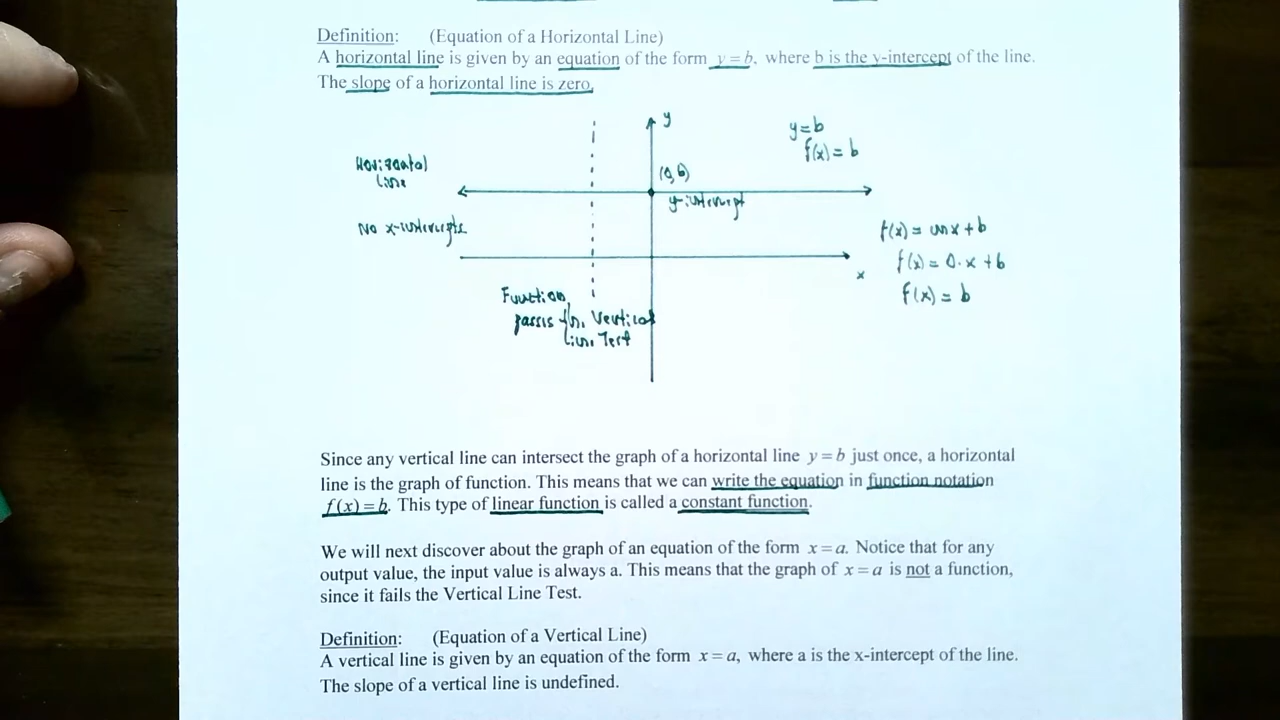 Definition: (Equation of a Horizontal Line)
A horizontal line is given by an equation of the form y = b, where b is the y-intercept of the line.
The slope of a horizontal line is zero.
y
y=b
f(x) = b
Horizontal
Line
(0,b)
y-intercept
No x-intercepts
f(x) = mx + b
f(x) = 0·x + b
f(x) = b
x
Function,
passes the Vertical
Line Test
Since any vertical line can intersect the graph of a horizontal line y = b just once, a horizontal
line is the graph of function. This means that we can write the equation in function notation
f(x) = b. This type of linear function is called a constant function.
We will next discover about the graph of an equation of the form x = a. Notice that for any
output value, the input value is always a. This means that the graph of x = a is not a function,
since it fails the Vertical Line Test.
Definition: (Equation of a Vertical Line)
A vertical line is given by an equation of the form x = a, where a is the x-intercept of the line.
The slope of a vertical line is undefined.